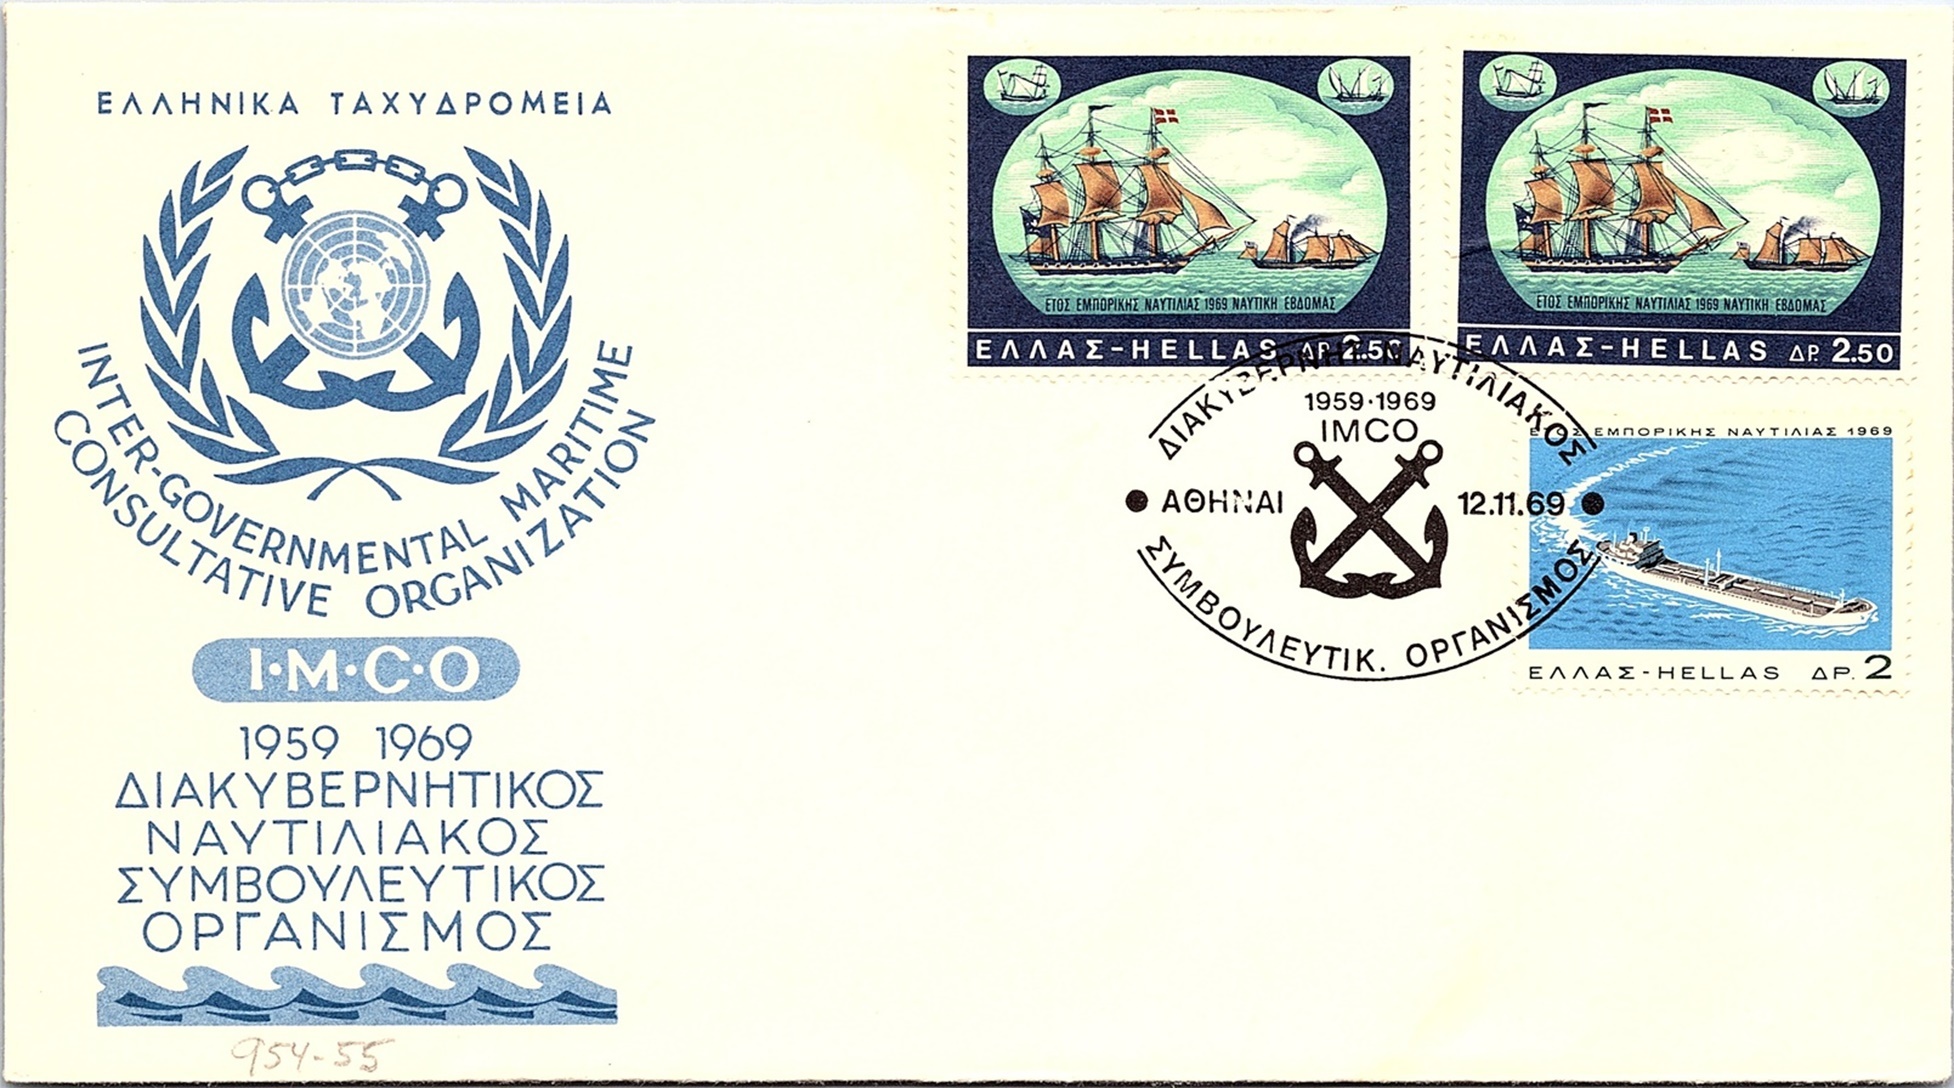 ΕΛΛΗΝΙΚΑ ΤΑΧΥΔΡΟΜΕΙΑ
INTER-GOVERNMENTAL MARITIME
CONSULTATIVE ORGANIZATION
I·M·C·O
1959 1969
ΔΙΑΚΥΒΕΡΝΗΤΙΚΟΣ
ΝΑΥΤΙΛΙΑΚΟΣ
ΣΥΜΒΟΥΛΕΥΤΙΚΟΣ
ΟΡΓΑΝΙΣΜΟΣ
954-55
ΕΤΟΣ ΕΜΠΟΡΙΚΗΣ ΝΑΥΤΙΛΙΑΣ 1969 ΝΑΥΤΙΚΗ ΕΒΔΟΜΑΣ
ΕΛΛΑΣ-HELLAS ΔΡ. 2.50
ΕΤΟΣ ΕΜΠΟΡΙΚΗΣ ΝΑΥΤΙΛΙΑΣ 1969 ΝΑΥΤΙΚΗ ΕΒΔΟΜΑΣ
ΕΛΛΑΣ-HELLAS ΔΡ. 2.50
ΔΙΑΚΥΒΕΡΝΗΤ. ΝΑΥΤΙΛΙΑΚΟΣ
1959·1969
IMCO
ΑΘΗΝΑΙ 12.11.69
ΣΥΜΒΟΥΛΕΥΤΙΚ. ΟΡΓΑΝΙΣΜΟΣ
ΕΤΟΣ ΕΜΠΟΡΙΚΗΣ ΝΑΥΤΙΛΙΑΣ 1969
ΕΛΛΑΣ-HELLAS ΔΡ. 2